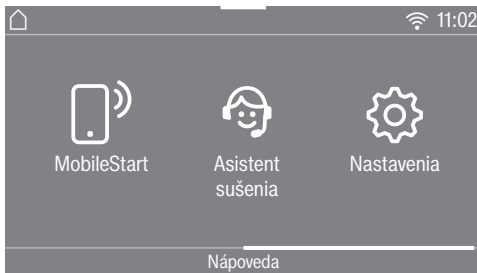 11:02
MobileStart
Asistent
sušenia
Nastavenia
Nápoveda